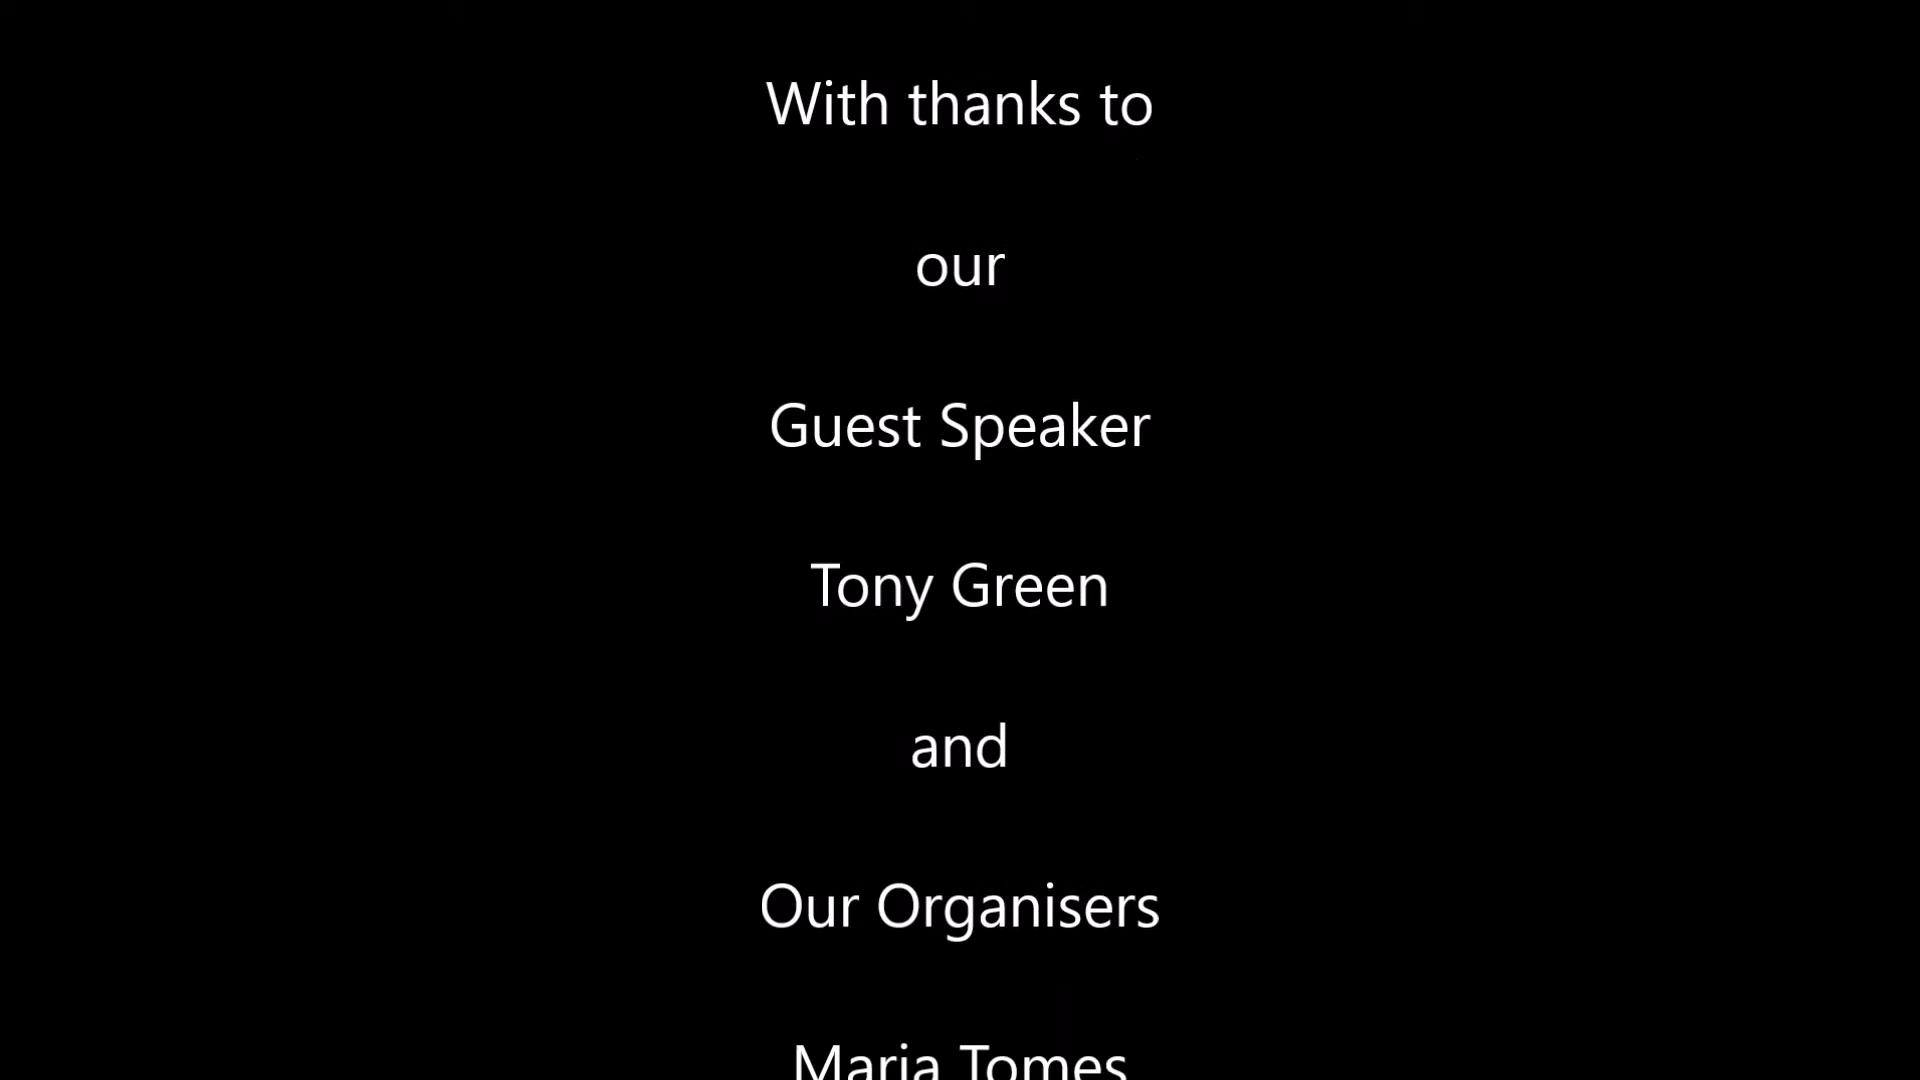 With thanks to
our
Guest Speaker
Tony Green
and
Our Organisers
Maria Tomes